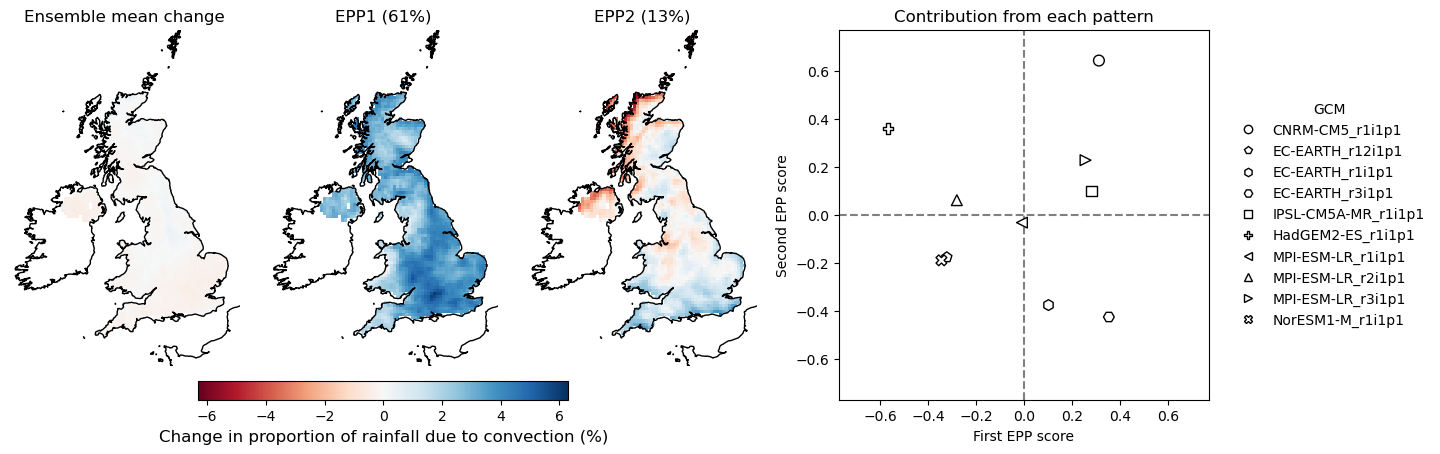 Ensemble mean change
EPP1 (61%)
EPP2 (13%)
−6 −4 −2 0 2 4 6
Change in proportion of rainfall due to convection (%)
Contribution from each pattern
Second EPP score
0.6
0.4
0.2
0.0
−0.2
−0.4
−0.6
−0.6 −0.4 −0.2 0.0 0.2 0.4 0.6
First EPP score
GCM
CNRM-CM5_r1i1p1
EC-EARTH_r12i1p1
EC-EARTH_r1i1p1
EC-EARTH_r3i1p1
IPSL-CM5A-MR_r1i1p1
HadGEM2-ES_r1i1p1
MPI-ESM-LR_r1i1p1
MPI-ESM-LR_r2i1p1
MPI-ESM-LR_r3i1p1
NorESM1-M_r1i1p1